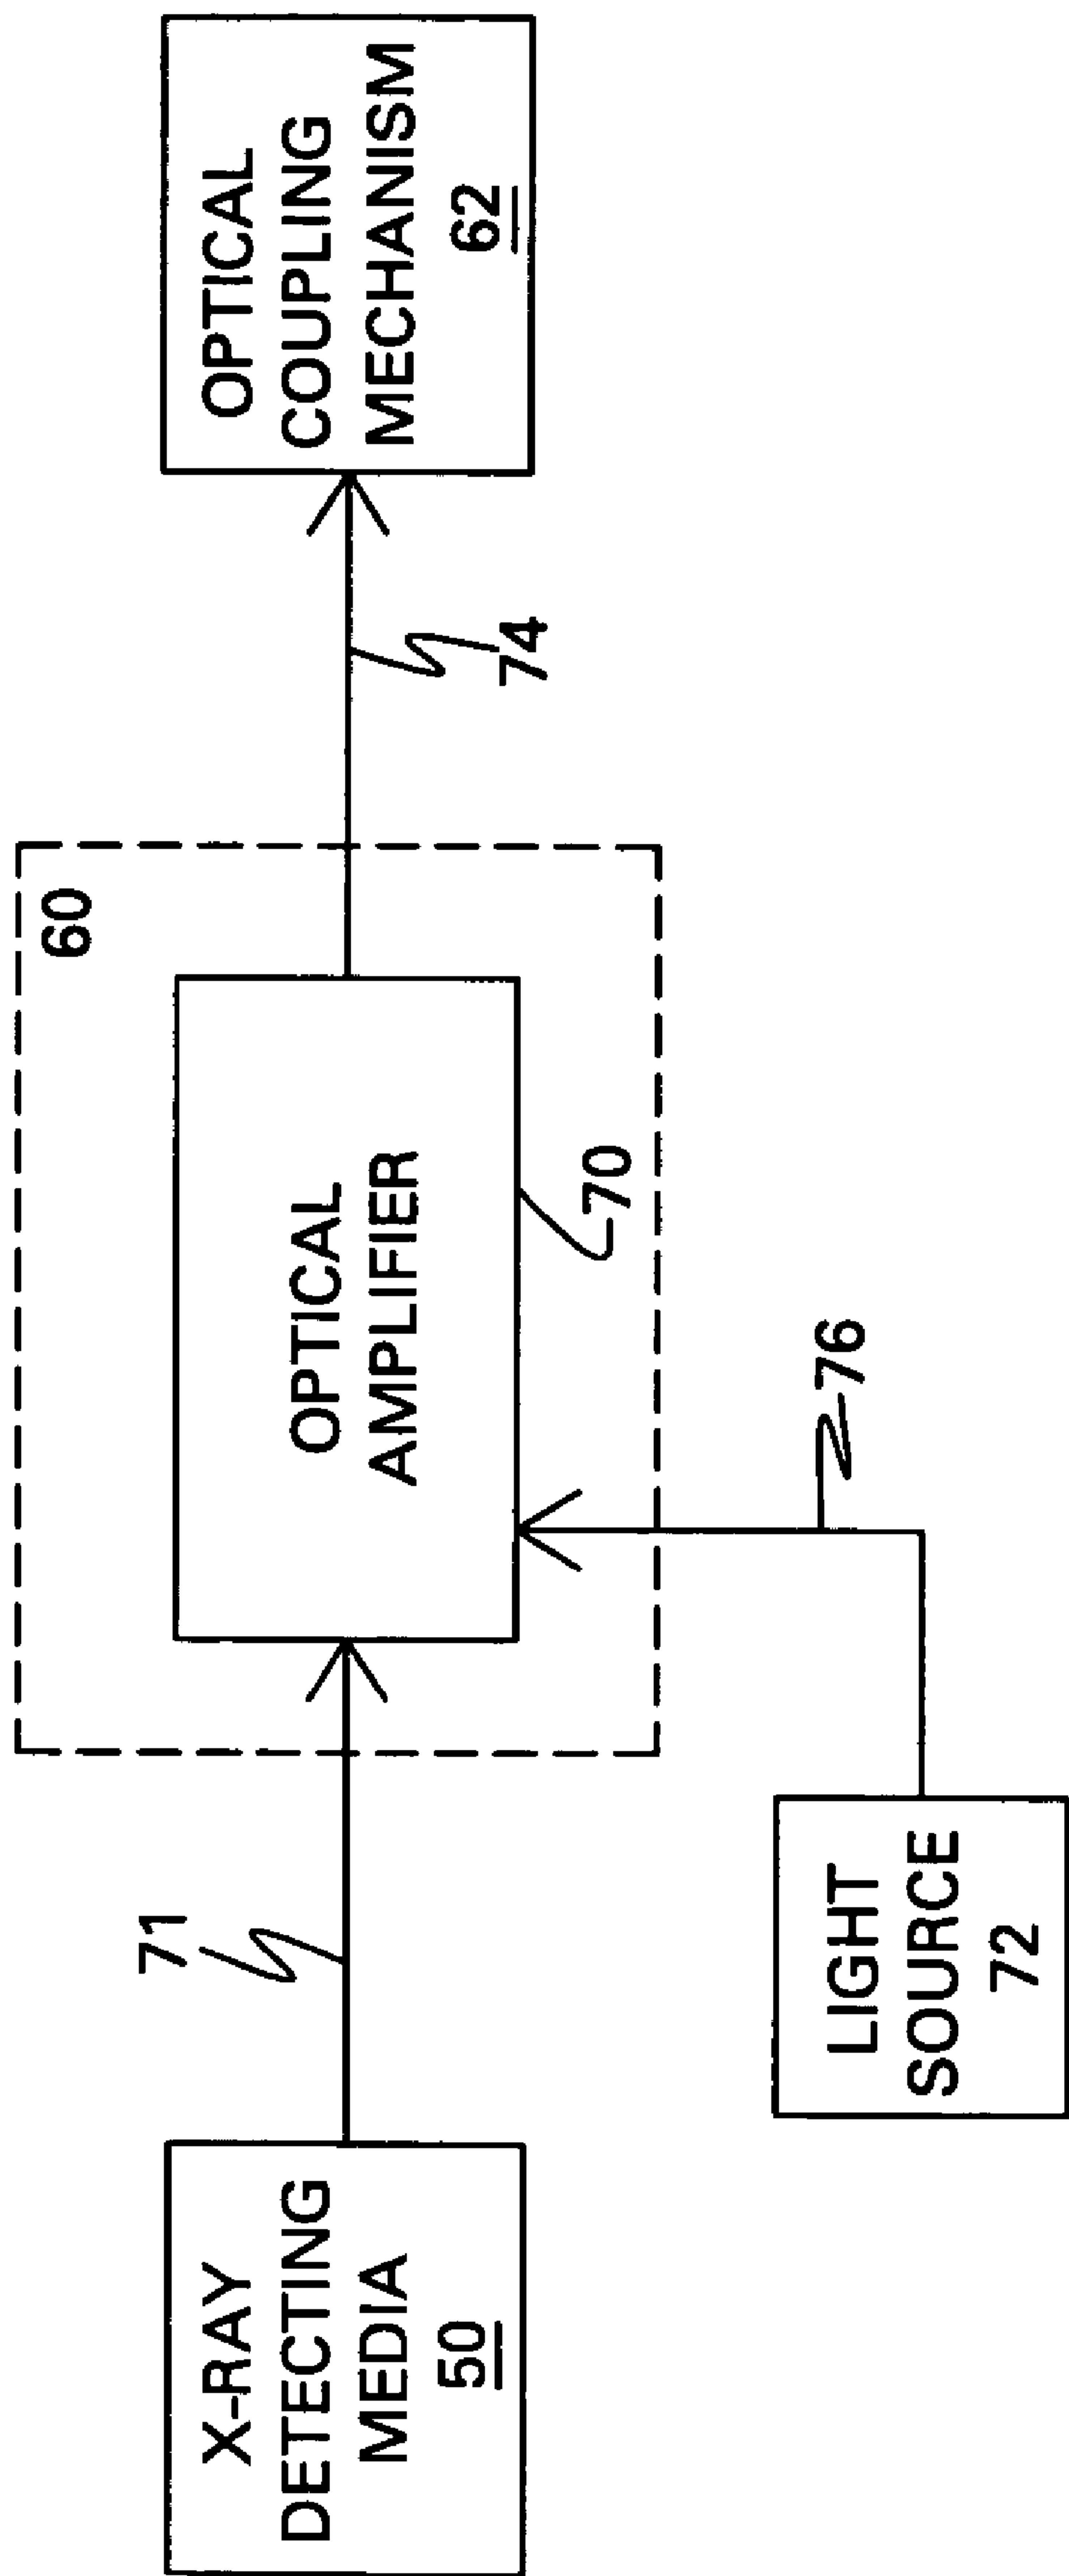 X-RAY
DETECTING
MEDIA
50
71
60
OPTICAL
AMPLIFIER
70
74
OPTICAL
COUPLING
MECHANISM
62
LIGHT
SOURCE
72
76